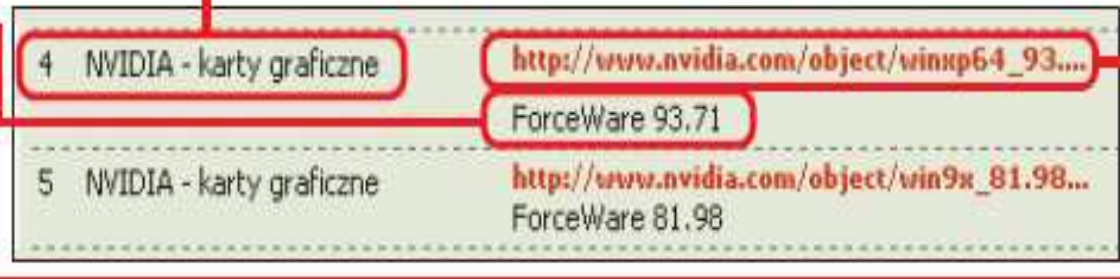 4 NVIDIA - karty graficzne http://www.nvidia.com/object/winxp64_93....
ForceWare 93.71
5 NVIDIA - karty graficzne http://www.nvidia.com/object/win9x_81.98...
ForceWare 81.98